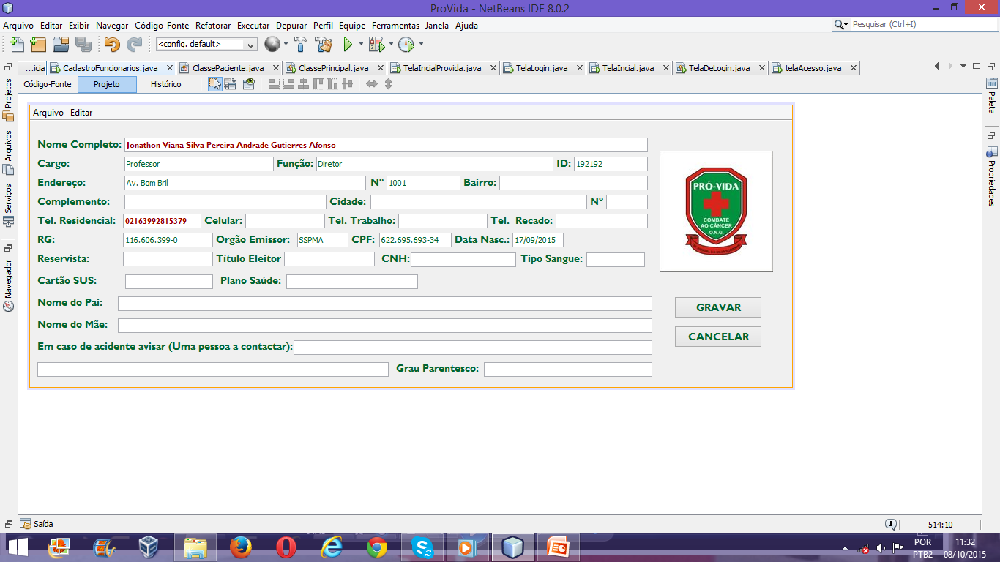 ProVida - NetBeans IDE 8.0.2
Arquivo Editar Exibir Navegar Código-Fonte Refatorar Executar Depurar Perfil Equipe Ferramentas Janela Ajuda
Pesquisar (Ctrl+I)
<config. default>
...icia CadastroFuncionarios.java ClassePaciente.java ClassePrincipal.java TelaIncialProvida.java TelaLogin.java TelaIncial.java TelaDeLogin.java telaAcesso.java
Código-Fonte Projeto Histórico
Projetos
Arquivos
Serviços
Navegador
Paleta
Propriedades
Arquivo Editar
Nome Completo: Jonathon Viana Silva Pereira Andrade Gutierres Afonso
Cargo: Professor Função: Diretor ID: 192192
Endereço: Av. Bom Bril Nº 1001 Bairro:
Complemento: Cidade: Nº
Tel. Residencial: 02163992815379 Celular: Tel. Trabalho: Tel. Recado:
RG: 116.606.399-0 Orgão Emissor: SSPMA CPF: 622.695.693-34 Data Nasc.: 17/09/2015
Reservista: Título Eleitor CNH: Tipo Sangue:
Cartão SUS: Plano Saúde:
Nome do Pai:
Nome do Mãe:
Em caso de acidente avisar (Uma pessoa a contactar):
Grau Parentesco:
PRÓ-VIDA
COMBATE
AO CÂNCER
O.N.G.
GRAVAR
CANCELAR
Saída
1
514:10
POR
PTB2
11:32
08/10/2015